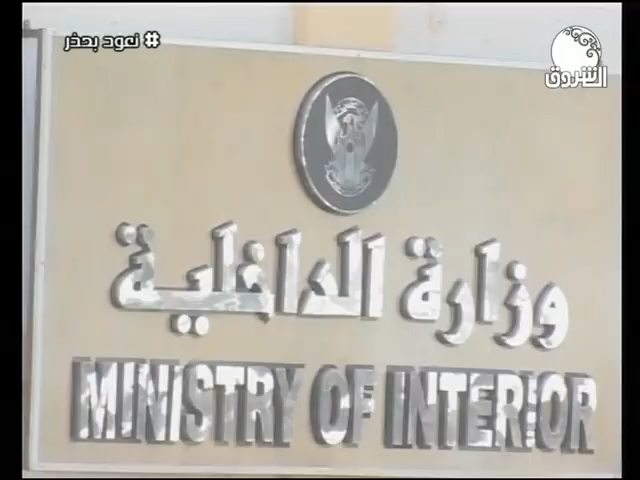 # نعود بحذر
الشروق
وزارة الداخلية
MINISTRY OF INTERIOR